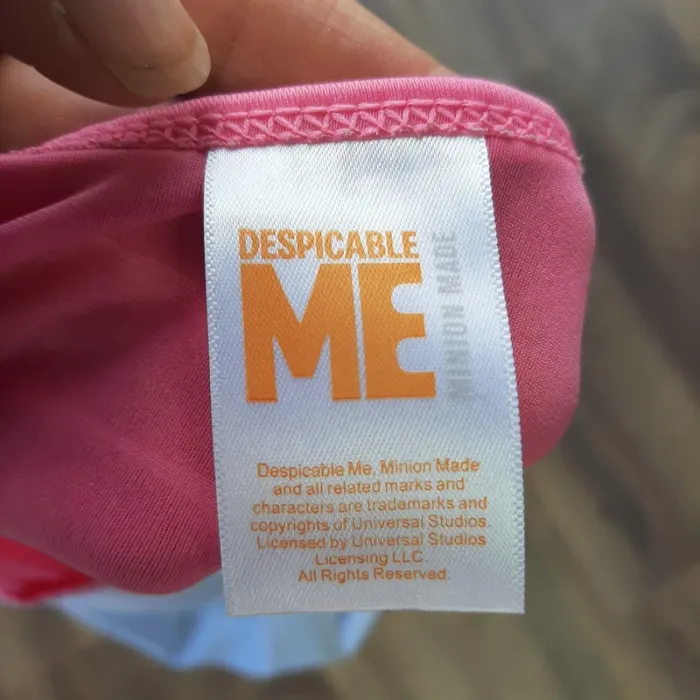 DESPICABLE
ME
MINION MADE
Despicable Me, Minion Made
and all related marks and
characters are trademarks and
copyrights of Universal Studios.
Licensed by Universal Studios
Licensing LLC.
All Rights Reserved.